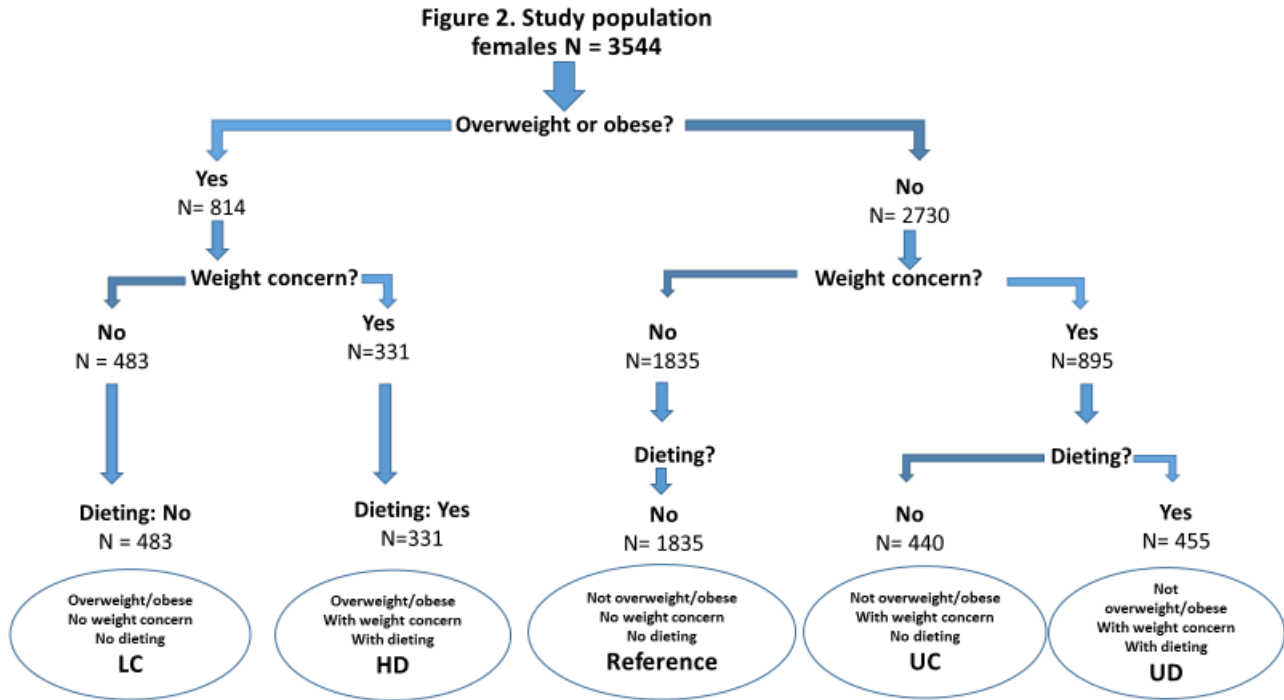 Figure 2. Study population
females N = 3544
Overweight or obese?
Yes
N= 814
No
N= 2730
Weight concern?
Weight concern?
No
N = 483
Yes
N=331
No
N=1835
Yes
N=895
Dieting?
Dieting?
Dieting: No
N = 483
Dieting: Yes
N=331
No
N= 1835
No
N= 440
Yes
N= 455
Overweight/obese
No weight concern
No dieting
LC
Overweight/obese
With weight concern
With dieting
HD
Not overweight/obese
No weight concern
No dieting
Reference
Not overweight/obese
With weight concern
No dieting
UC
Not
overweight/obese
With weight concern
With dieting
UD